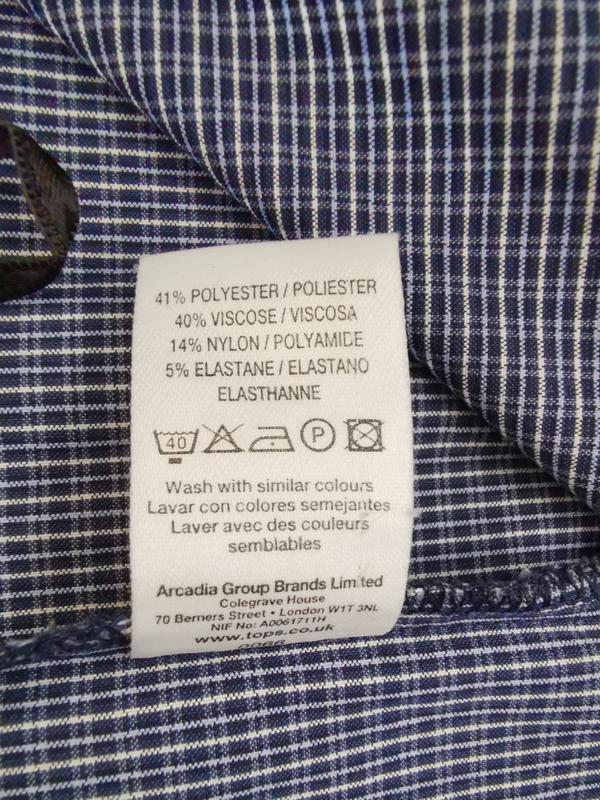 41% POLYESTER / POLIESTER
40% VISCOSE / VISCOSA
14% NYLON / POLYAMIDE
5% ELASTANE / ELASTANO
ELASTHANNE
40 P
Wash with similar colours
Lavar con colores semejantes
Laver avec des couleurs
semblables
Arcadia Group Brands Limited
Colegrave House
70 Berners Street • London W1T 3NL
NIF No: A0061711H
www.tops.co.uk